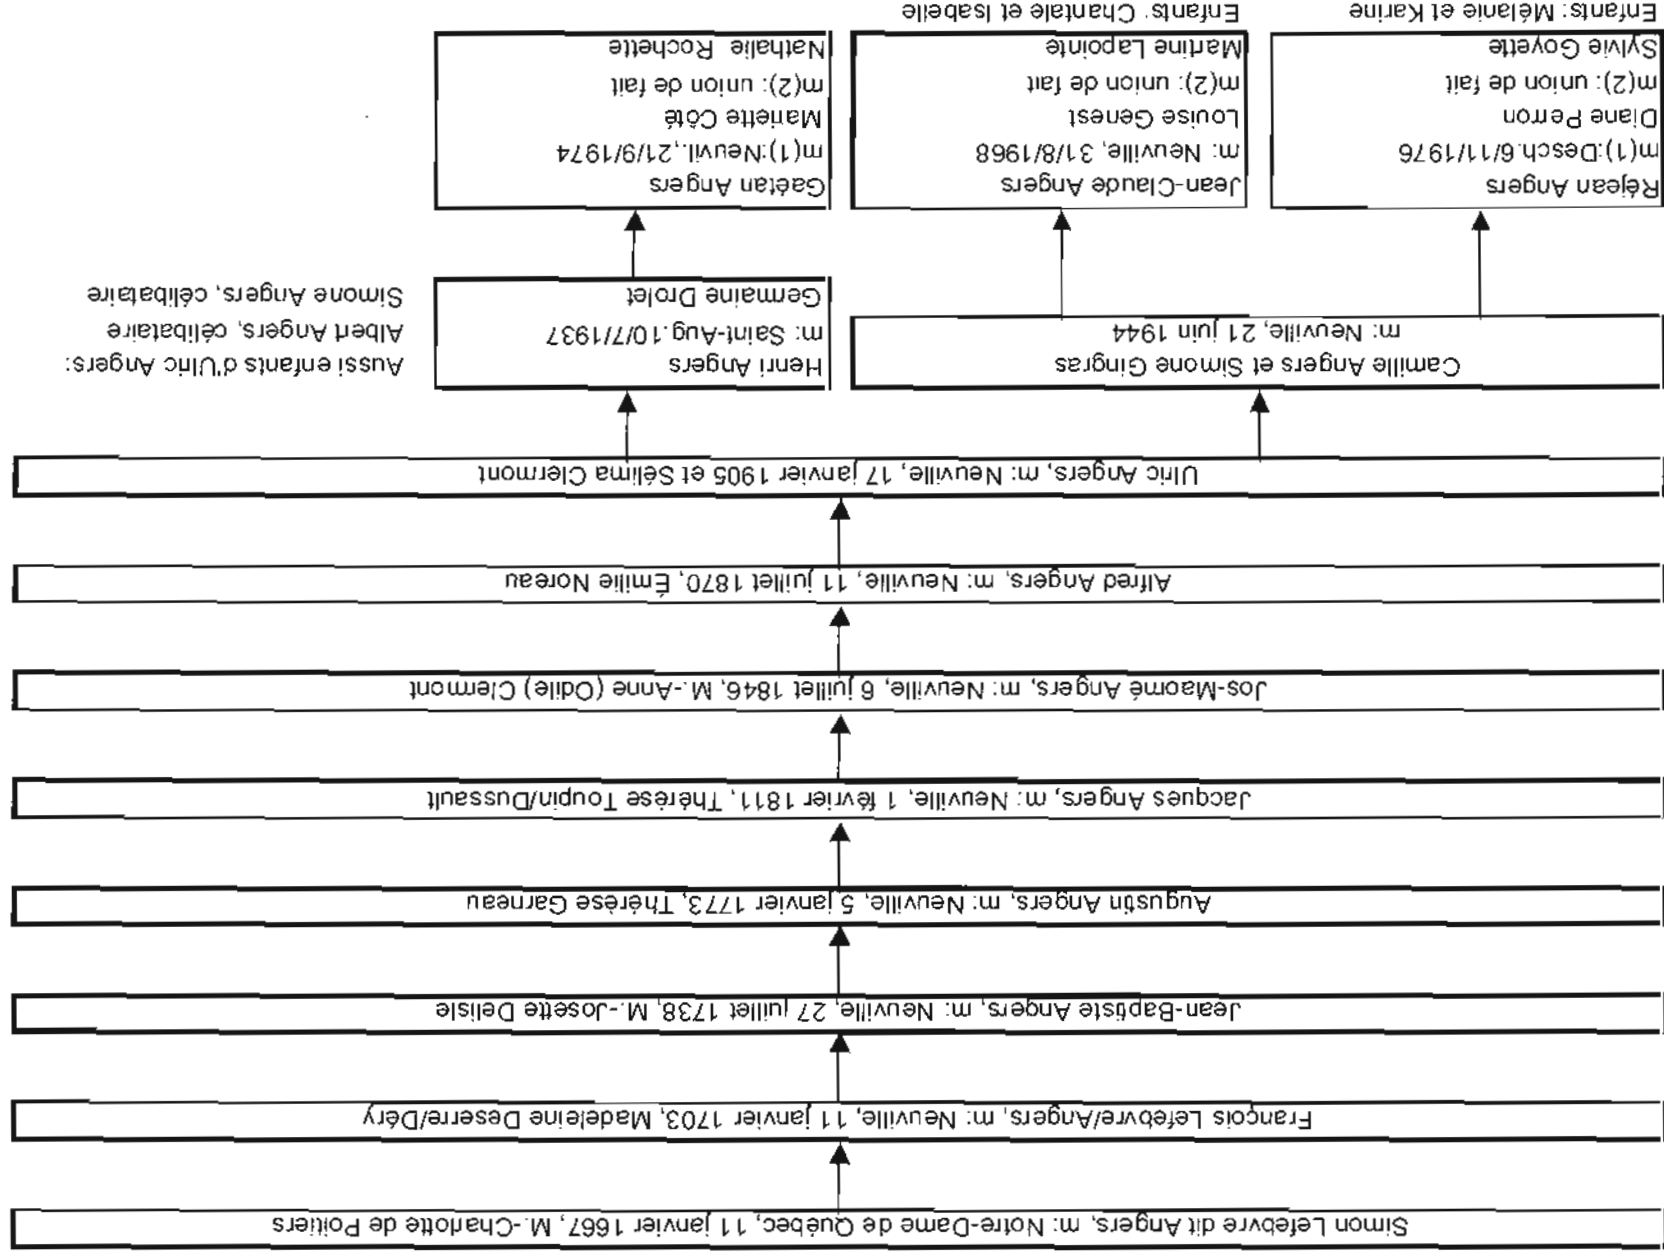 Simon Lefebvre dit Angers, m: Notre-Dame de Québec, 11 janvier 1667, M.-Charlotte de Poitiers
François Lefebvre/Angers, m: Neuville, 11 janvier 1703, Madeleine Deserre/Déry
Jean-Baptiste Angers, m: Neuville, 27 juillet 1738, M.-Josette Delisle
Augustin Angers, m: Neuville, 5 janvier 1773, Thérèse Garneau
Jacques Angers, m: Neuville, 1 février 1811, Thérèse Toupin/Dussault
Jos-Maomé Angers, m: Neuville, 6 juillet 1846, M.-Anne (Odile) Clermont
Alfred Angers, m: Neuville, 11 juillet 1870, Émilie Noreau
Ulric Angers, m: Neuville, 17 janvier 1905 et Sélima Clermont
Camille Angers et Simone Gingras
m: Neuville, 21 juin 1944
Henri Angers
m: Saint-Aug.10/7/1937
Germaine Drolet
Aussi enfants d'Ulric Angers:
Albert Angers, célibataire
Simone Angers, célibataire
Réjean Angers
m(1):Desch.6/11/1976
Diane Perron
m(2): union de fait
Sylvie Goyette
Enfants: Mélanie et Karine
Jean-Claude Angers
m: Neuville, 31/8/1968
Louise Genest
m(2): union de fait
Martine Lapointe
Enfants: Chantale et Isabelle
Gaétan Angers
m(1):Neuvil.,21/9/1974
Mariette Côté
m(2): union de fait
Nathalie Rochette